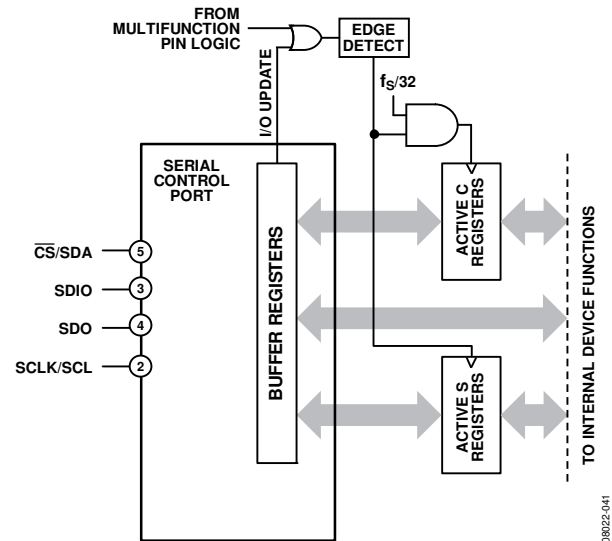 FROM
MULTIFUNCTION
PIN LOGIC
EDGE
DETECT
I/O UPDATE
fS/32
SERIAL
CONTROL
PORT
BUFFER REGISTERS
ACTIVE C
REGISTERS
CS/SDA
5
SDIO
3
SDO
4
SCLK/SCL
2
ACTIVE S
REGISTERS
TO INTERNAL DEVICE FUNCTIONS
08022-041